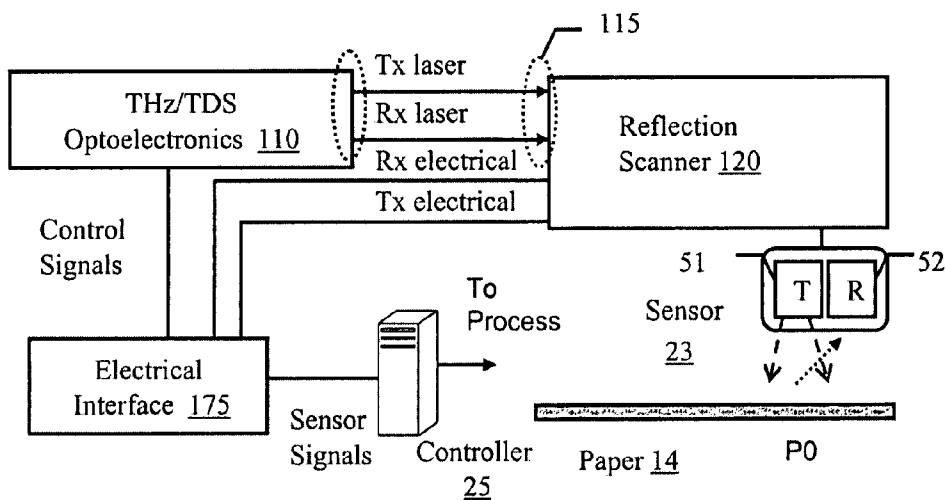 115
Tx laser
THz/TDS
Optoelectronics 110
Rx laser
Reflection
Scanner 120
Rx electrical
Tx electrical
Control
Signals
51
52
T
R
To
Process
Sensor
23
Electrical
Interface 175
Sensor
Signals
Controller
25
Paper 14
P0